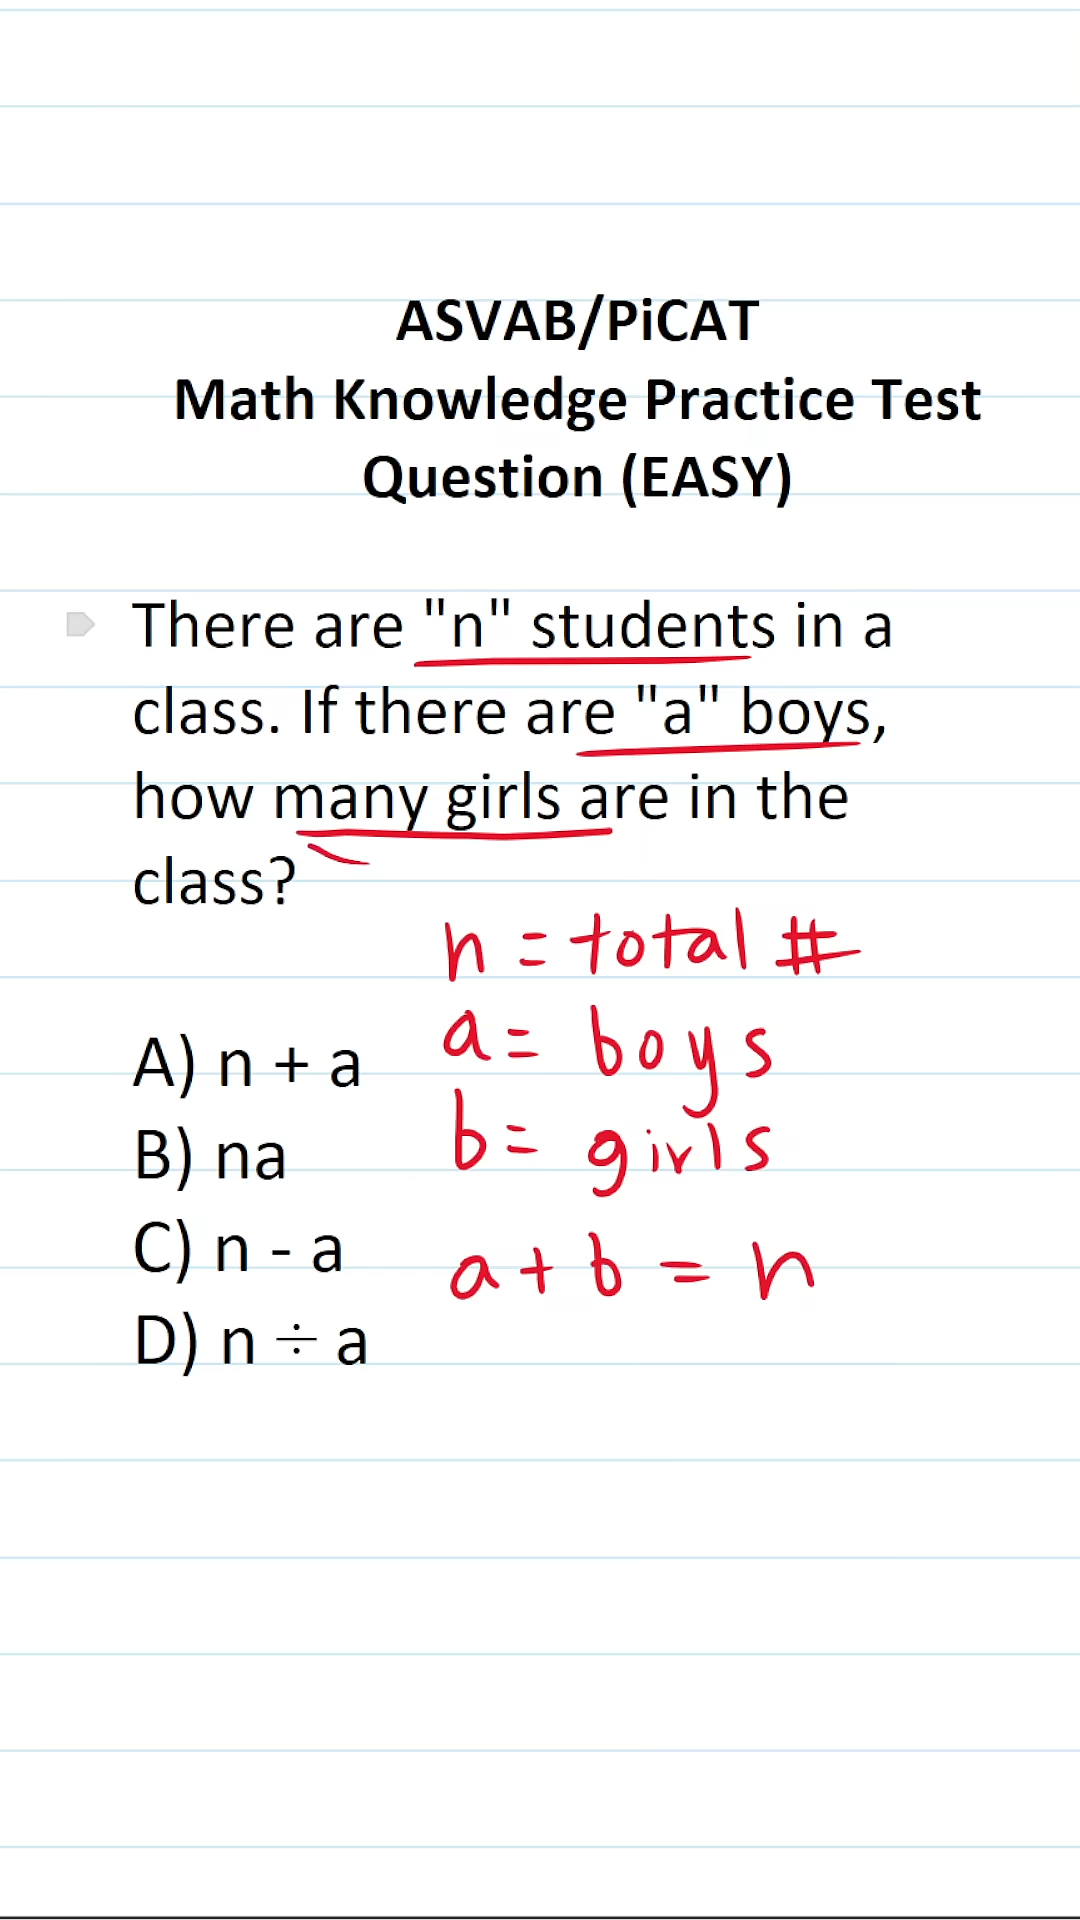 ASVAB/PiCAT
Math Knowledge Practice Test
Question (EASY)
There are "n" students in a
class. If there are "a" boys,
how many girls are in the
class?
n = total #
a = boys
b = girls
a + b = n
A) n + a
B) na
C) n - a
D) n ÷ a